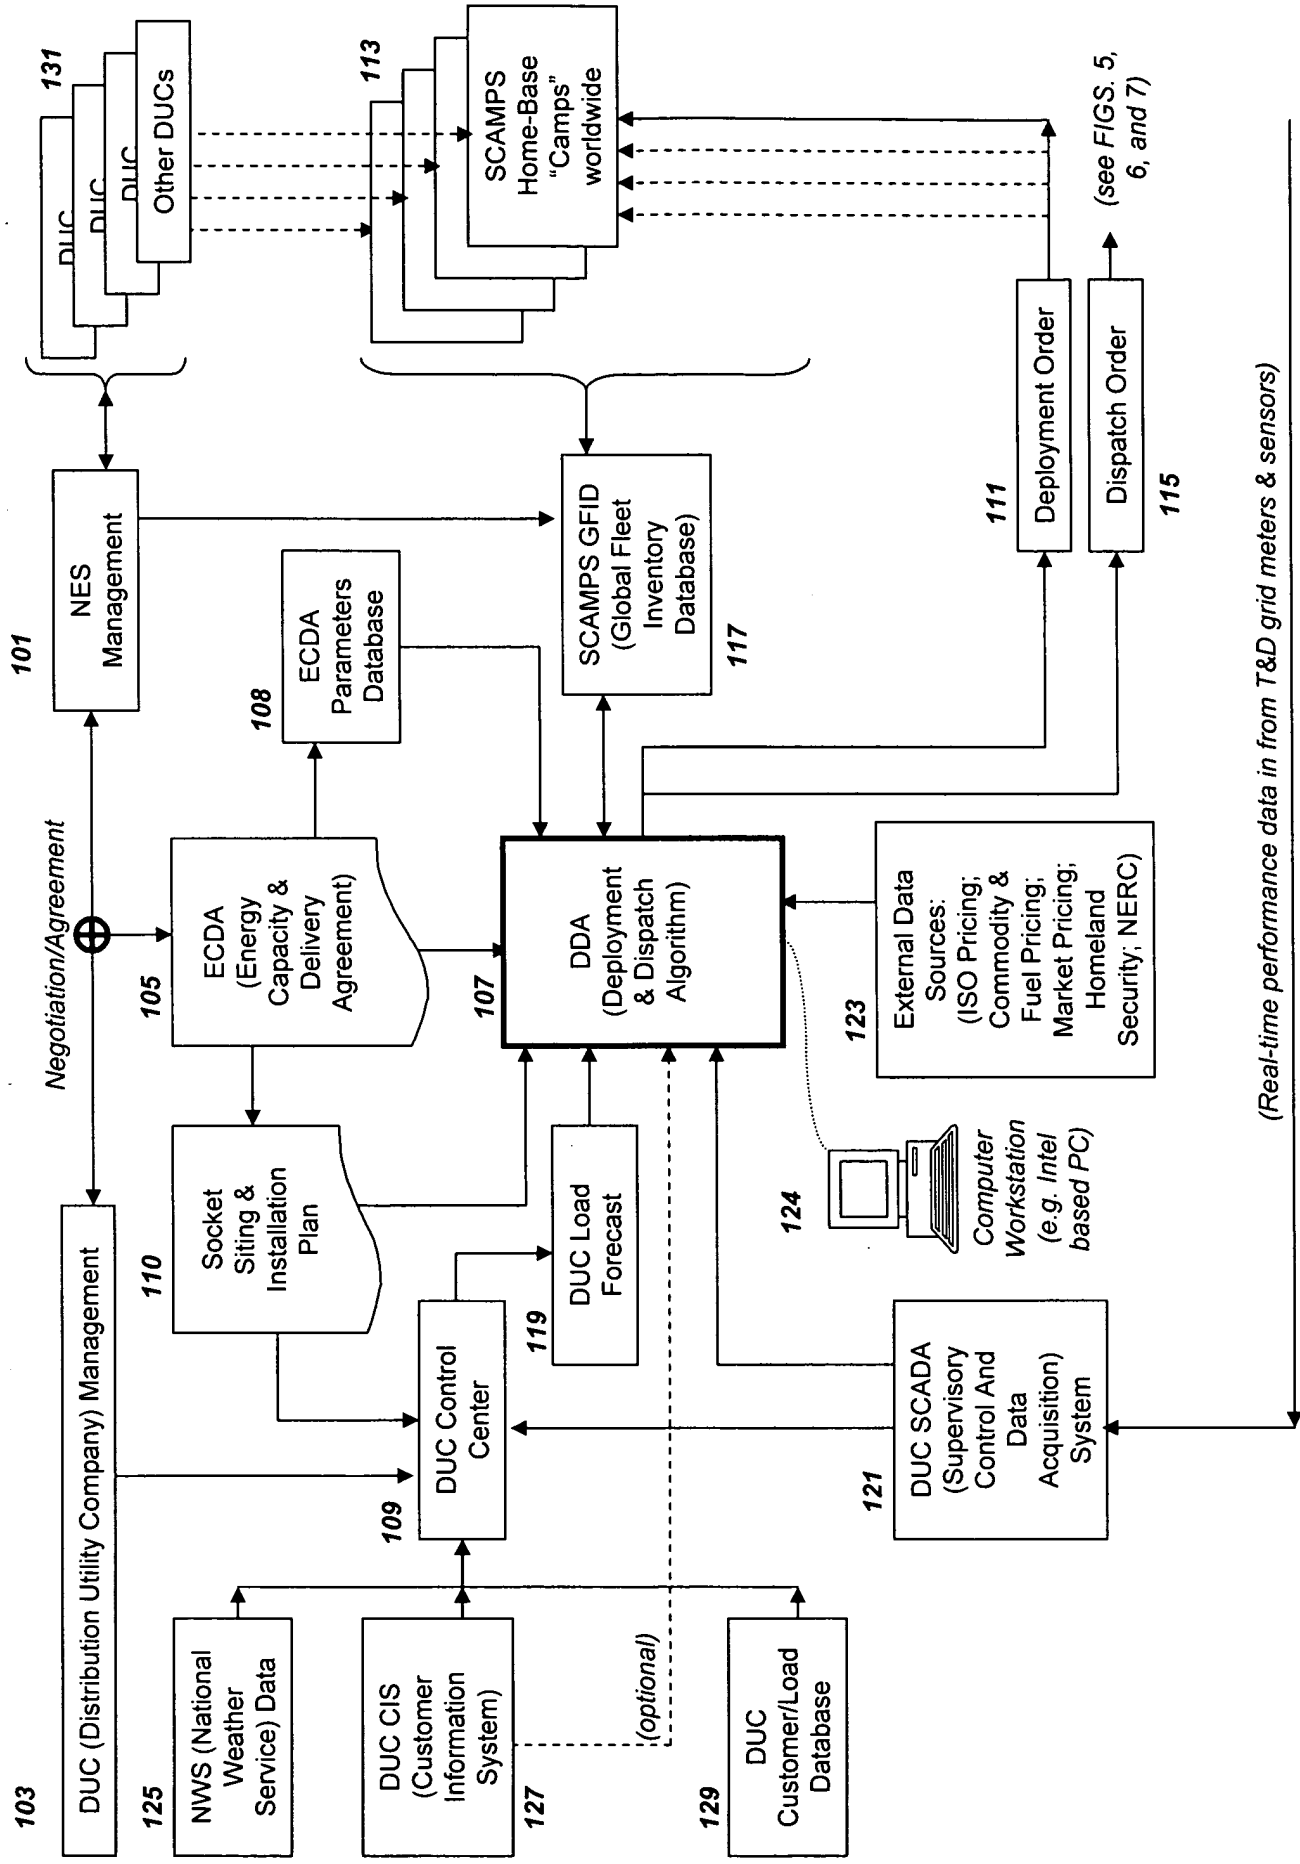 103
DUC (Distribution Utility Company) Management
Negotiation/Agreement
101
NES
Management
131
DUC
DUC
DUC
Other DUCs
125
NWS (National
Weather
Service) Data
110
Socket
Siting &
Installation
Plan
105
ECDA
(Energy
Capacity &
Delivery
Agreement)
108
ECDA
Parameters
Database
113
SCAMPS
Home-Base
“Camps”
worldwide
127
DUC CIS
(Customer
Information
System)
109
DUC Control
Center
119
DUC Load
Forecast
107
DDA
(Deployment
& Dispatch
Algorithm)
SCAMPS GFID
(Global Fleet
Inventory
Database)
117
(optional)
129
DUC
Customer/Load
Database
121
DUC SCADA
(Supervisory
Control And
Data
Acquisition)
System
124
Computer
Workstation
(e.g. Intel
based PC)
123
External Data
Sources:
(ISO Pricing;
Commodity &
Fuel Pricing;
Market Pricing;
Homeland
Security; NERC)
111
Deployment Order
Dispatch Order
115
(see FIGS. 5,
6, and 7)
(Real-time performance data in from T&D grid meters & sensors)